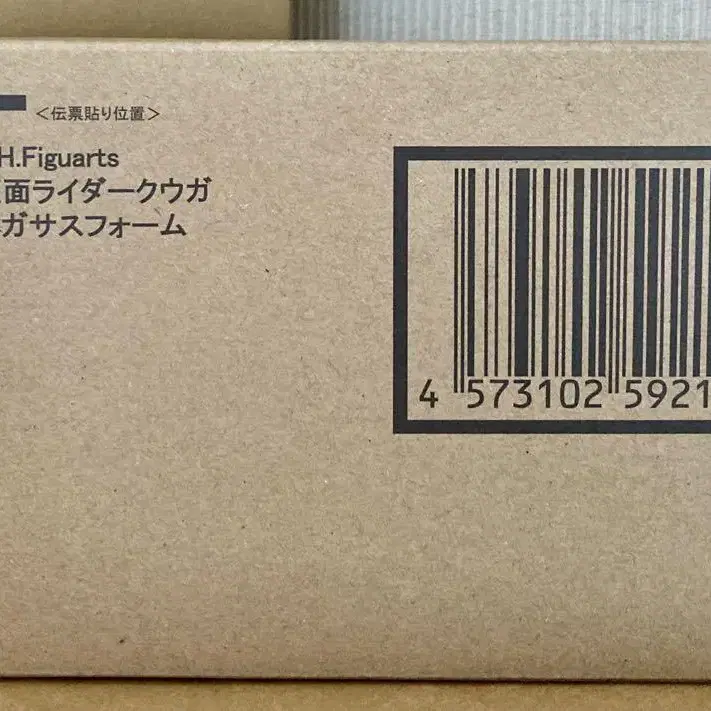 <伝票貼り位置>
H.Figuarts
面ライダークウガ
ガサスフォーム
4 573102 5921